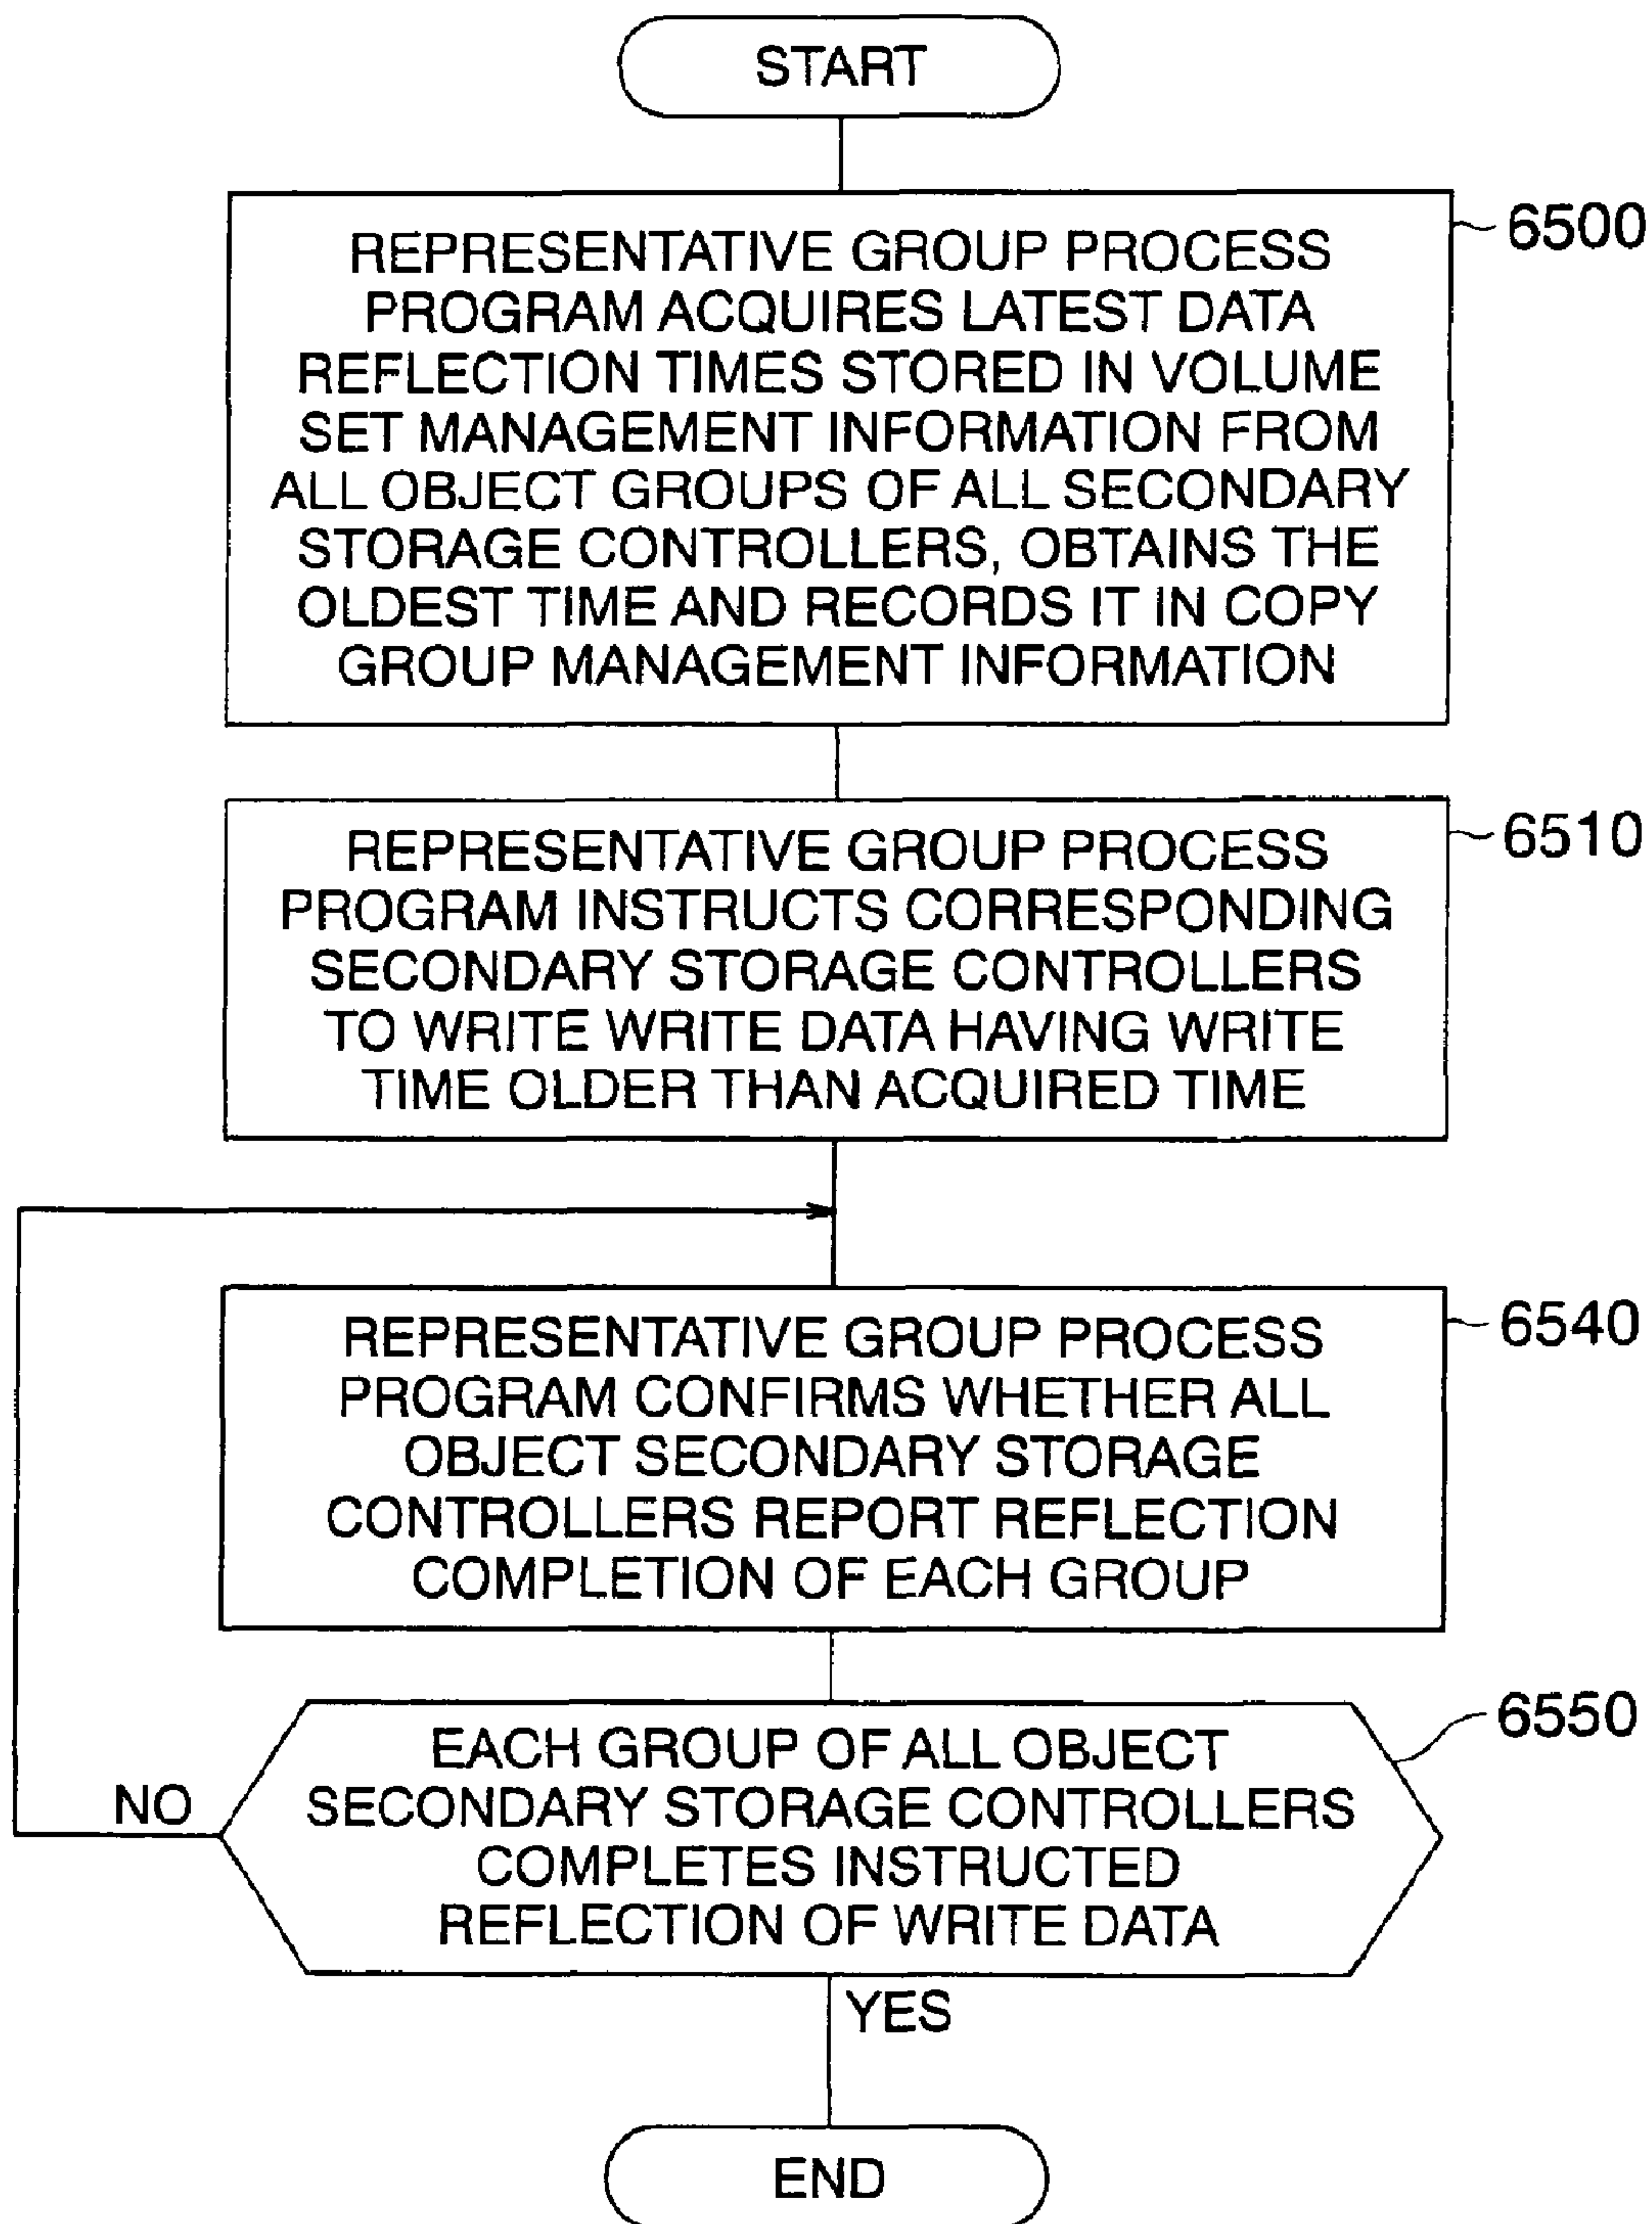 START
REPRESENTATIVE GROUP PROCESS
PROGRAM ACQUIRES LATEST DATA
REFLECTION TIMES STORED IN VOLUME
SET MANAGEMENT INFORMATION FROM
ALL OBJECT GROUPS OF ALL SECONDARY
STORAGE CONTROLLERS, OBTAINS THE
OLDEST TIME AND RECORDS IT IN COPY
GROUP MANAGEMENT INFORMATION
6500
REPRESENTATIVE GROUP PROCESS
PROGRAM INSTRUCTS CORRESPONDING
SECONDARY STORAGE CONTROLLERS
TO WRITE WRITE DATA HAVING WRITE
TIME OLDER THAN ACQUIRED TIME
6510
REPRESENTATIVE GROUP PROCESS
PROGRAM CONFIRMS WHETHER ALL
OBJECT SECONDARY STORAGE
CONTROLLERS REPORT REFLECTION
COMPLETION OF EACH GROUP
6540
EACH GROUP OF ALL OBJECT
SECONDARY STORAGE CONTROLLERS
COMPLETES INSTRUCTED
REFLECTION OF WRITE DATA
6550
NO
YES
END